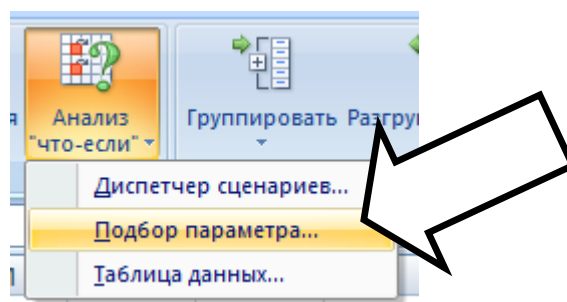 Анализ
"что-если"
Группировать
Диспетчер сценариев...
Подбор параметра...
Таблица данных...